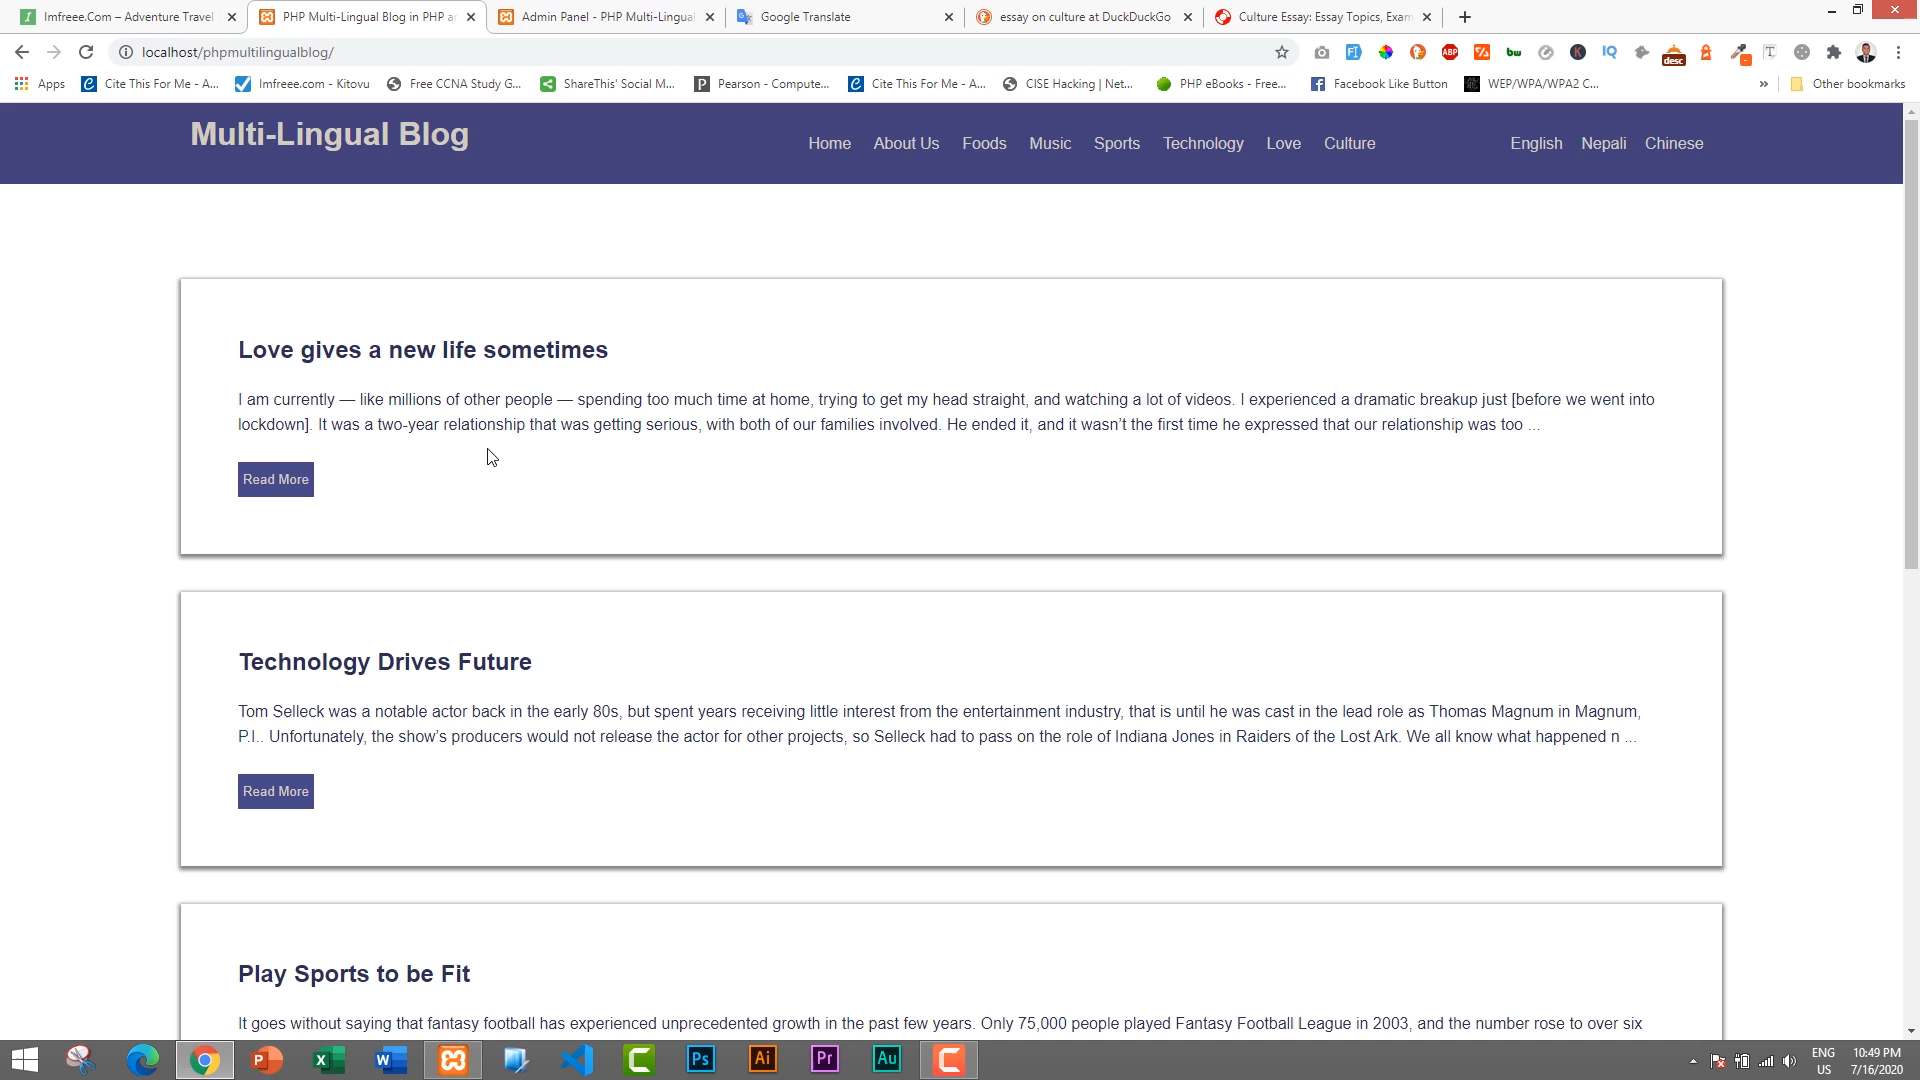 Imfreee.Com – Adventure Travel
PHP Multi-Lingual Blog in PHP an
Admin Panel - PHP Multi-Lingual
Google Translate
essay on culture at DuckDuckGo
Culture Essay: Essay Topics, Exam
localhost/phpmultilingualblog/
ABP
bw
K
IQ
desc
T
Apps
Cite This For Me - A...
Imfreee.com - Kitovu
Free CCNA Study G...
ShareThis' Social M...
Pearson - Compute...
Cite This For Me - A...
CISE Hacking | Net...
PHP eBooks - Free...
Facebook Like Button
WEP/WPA/WPA2 C...
»
Other bookmarks
Multi-Lingual Blog
Home About Us Foods Music Sports Technology Love Culture
English Nepali Chinese
Love gives a new life sometimes
I am currently — like millions of other people — spending too much time at home, trying to get my head straight, and watching a lot of videos. I experienced a dramatic breakup just [before we went into
lockdown]. It was a two-year relationship that was getting serious, with both of our families involved. He ended it, and it wasn’t the first time he expressed that our relationship was too ...
Read More
Technology Drives Future
Tom Selleck was a notable actor back in the early 80s, but spent years receiving little interest from the entertainment industry, that is until he was cast in the lead role as Thomas Magnum in Magnum,
P.I.. Unfortunately, the show’s producers would not release the actor for other projects, so Selleck had to pass on the role of Indiana Jones in Raiders of the Lost Ark. We all know what happened n ...
Read More
Play Sports to be Fit
It goes without saying that fantasy football has experienced unprecedented growth in the past few years. Only 75,000 people played Fantasy Football League in 2003, and the number rose to over six
Ps
Ai
Pr
Au
ENG
US
10:49 PM
7/16/2020